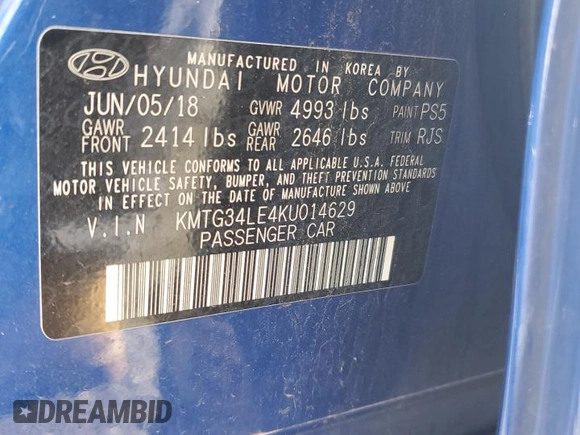 MANUFACTURED IN KOREA BY
HYUNDAI MOTOR COMPANY
JUN/05/18 GVWR 4993 lbs PAINT PS5
GAWR FRONT 2414 lbs GAWR REAR 2646 lbs TRIM RJS
THIS VEHICLE CONFORMS TO ALL APPLICABLE U.S.A. FEDERAL
MOTOR VEHICLE SAFETY, BUMPER, AND THEFT PREVENTION STANDARDS
IN EFFECT ON THE DATE OF MANUFACTURE SHOWN ABOVE
V.I.N KMTG34LE4KU014629
PASSENGER CAR
DREAMBID